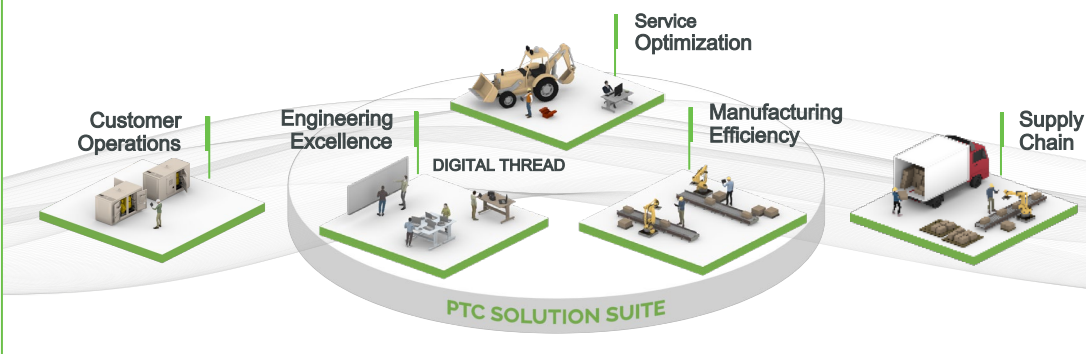 Service
Optimization
Customer
Operations
Engineering
Excellence
Manufacturing
Efficiency
Supply
Chain
DIGITAL THREAD
PTC SOLUTION SUITE